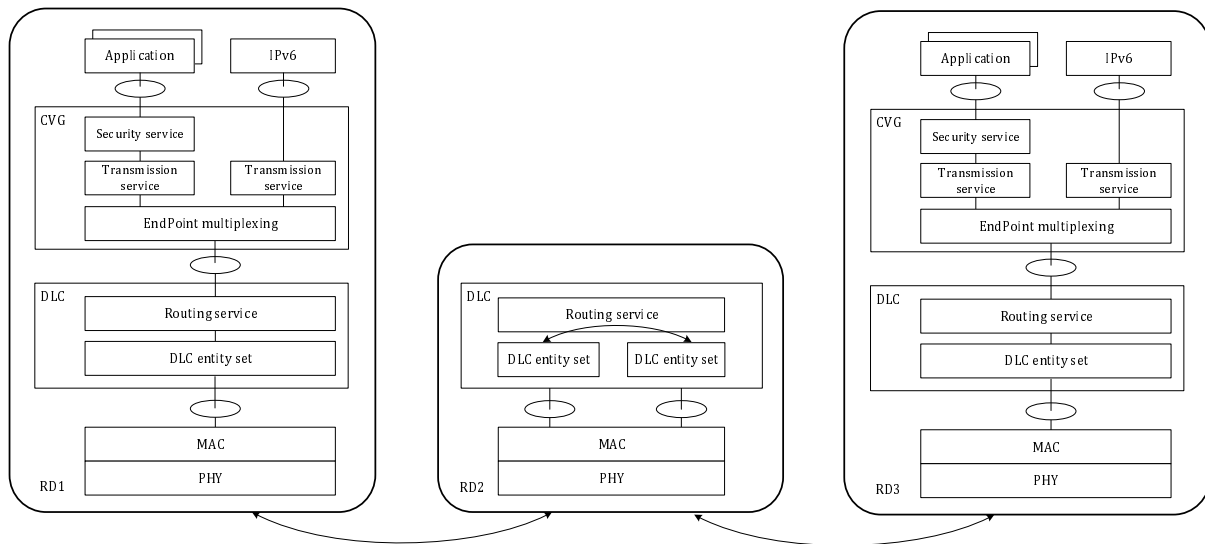 Application
IPv6
CVG
Security service
Transmission
service
Transmission
service
EndPoint multiplexing
DLC
Routing service
DLC entity set
MAC
PHY
RD1
DLC
Routing service
DLC entity set
DLC entity set
MAC
PHY
RD2
Application
IPv6
CVG
Security service
Transmission
service
Transmission
service
EndPoint multiplexing
DLC
Routing service
DLC entity set
MAC
PHY
RD3